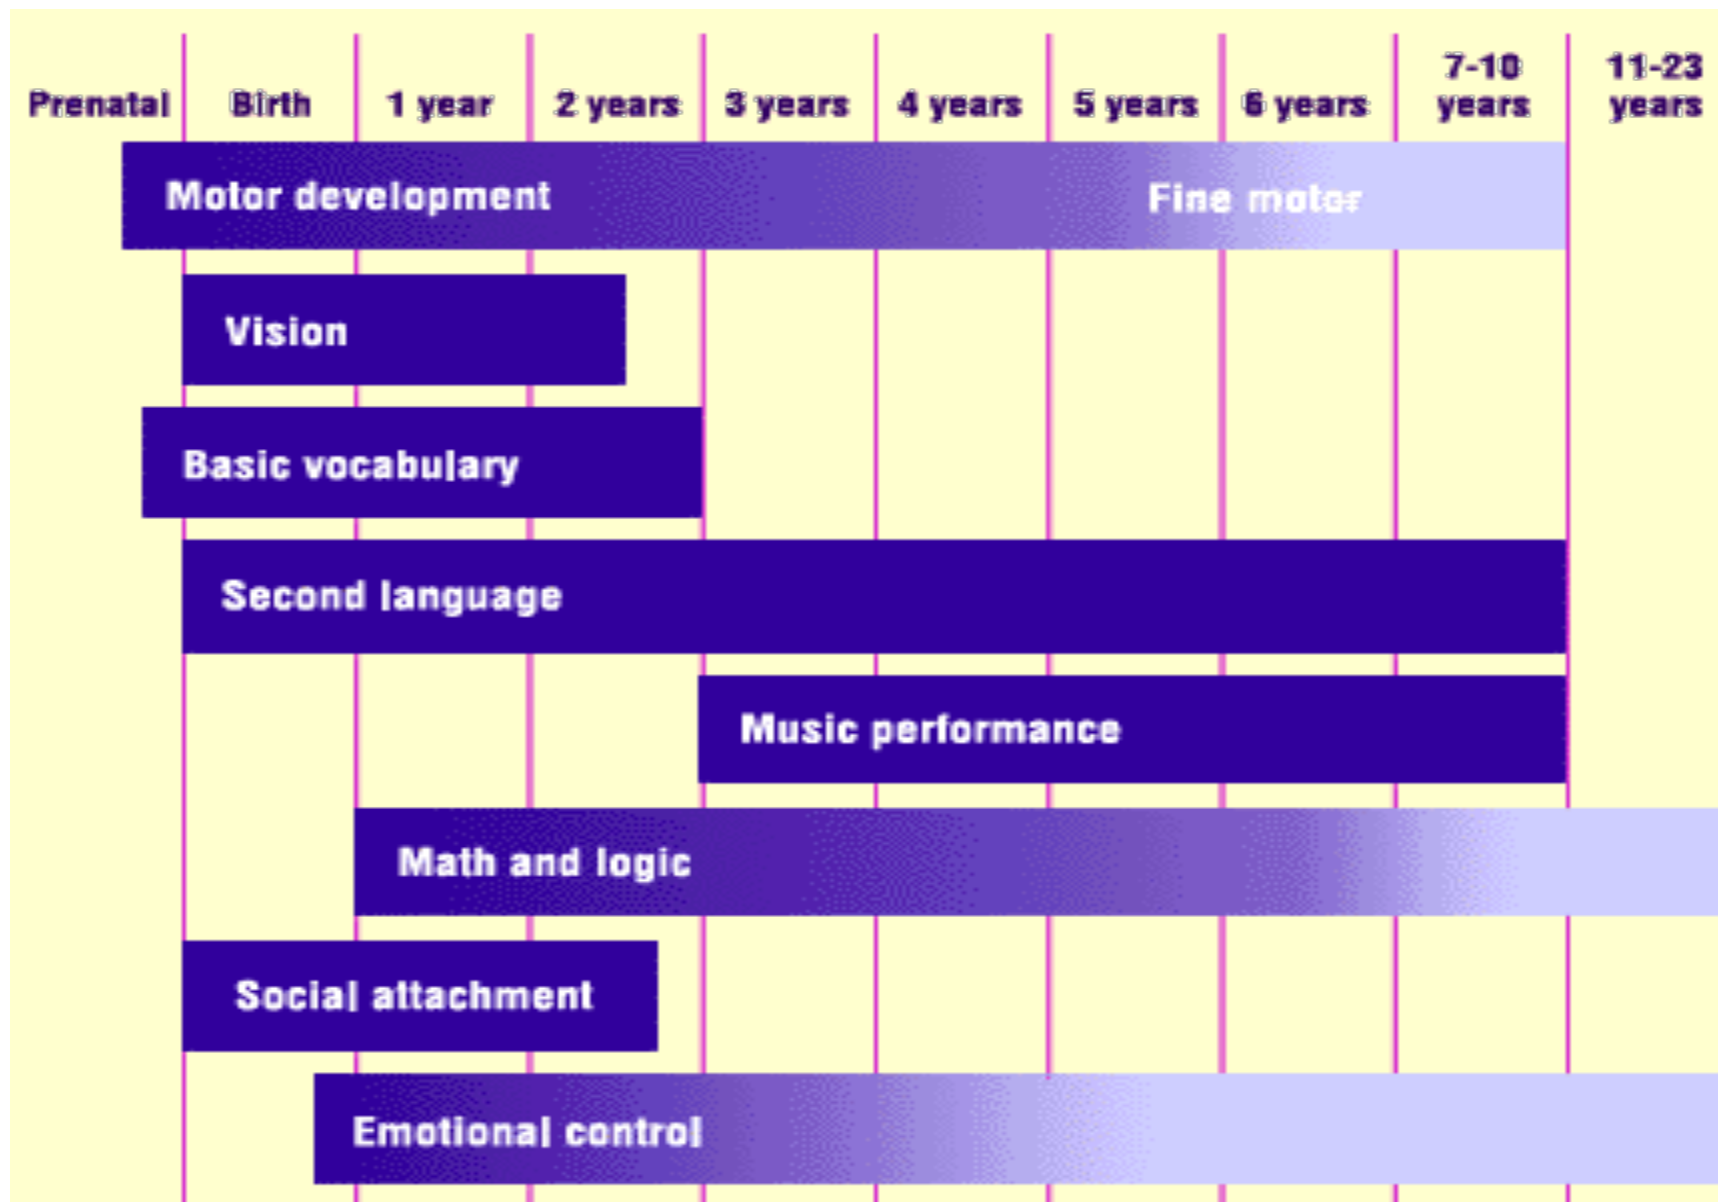 Prenatal Birth 1 year 2 years 3 years 4 years 5 years 6 years 7-10 years 11-23 years
Motor development Fine motor
Vision
Basic vocabulary
Second language
Music performance
Math and logic
Social attachment
Emotional control